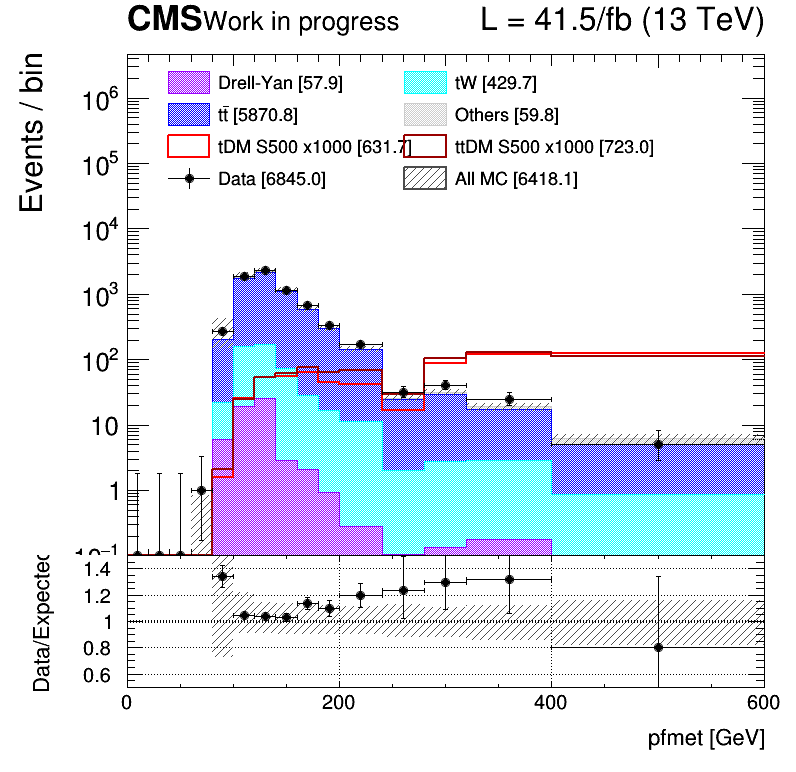 CMS Work in progress L = 41.5/fb (13 TeV)
Events / bin
Drell-Yan [57.9] tW [429.7]
tt̄ [5870.8] Others [59.8]
tDM S500 x1000 [631.7] ttDM S500 x1000 [723.0]
Data [6845.0] All MC [6418.1]
10⁶
10⁵
10⁴
10³
10²
10
1
10⁻¹
Data/Expected
1.4
1.2
1
0.8
0.6
0 200 400 600
pfmet [GeV]